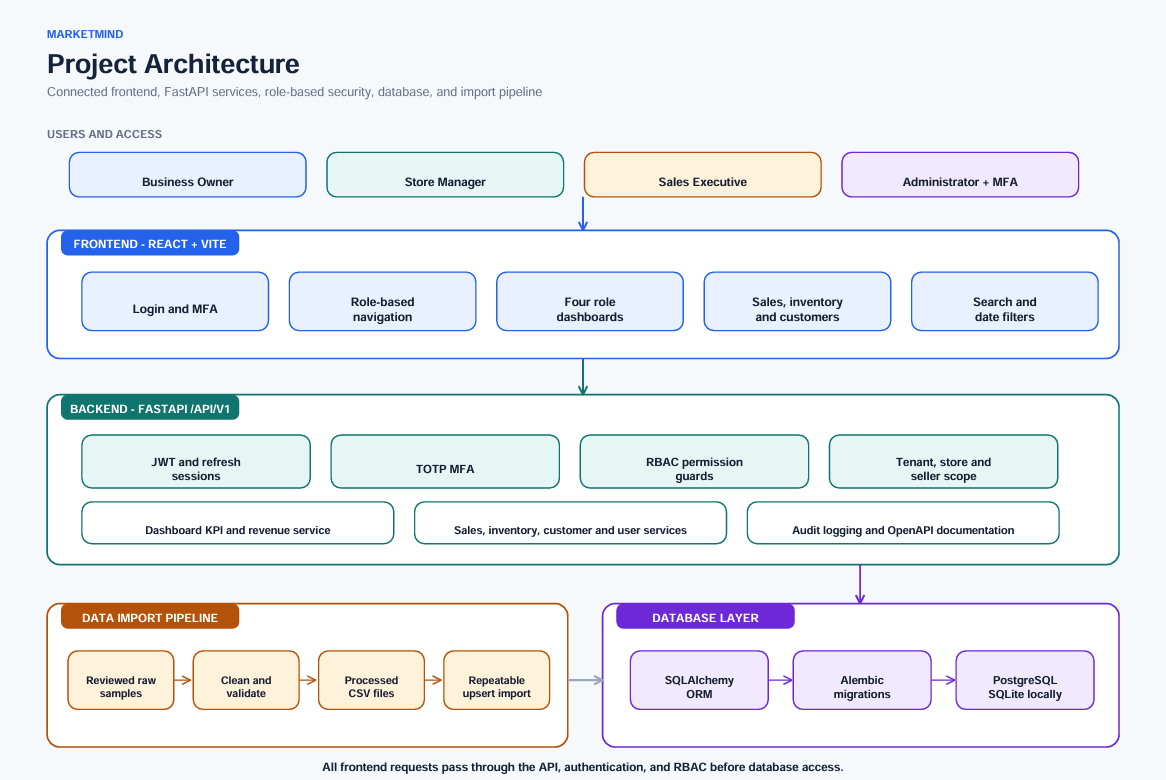 MARKETMIND
Project Architecture
Connected frontend, FastAPI services, role-based security, database, and import pipeline
USERS AND ACCESS
Business Owner
Store Manager
Sales Executive
Administrator + MFA
FRONTEND - REACT + VITE
Login and MFA
Role-based
navigation
Four role
dashboards
Sales, inventory
and customers
Search and
date filters
BACKEND - FASTAPI /API/V1
JWT and refresh
sessions
TOTP MFA
RBAC permission
guards
Tenant, store and
seller scope
Dashboard KPI and revenue service
Sales, inventory, customer and user services
Audit logging and OpenAPI documentation
DATA IMPORT PIPELINE
Reviewed raw
samples
Clean and
validate
Processed
CSV files
Repeatable
upsert import
DATABASE LAYER
SQLAlchemy
ORM
Alembic
migrations
PostgreSQL
SQLite locally
All frontend requests pass through the API, authentication, and RBAC before database access.